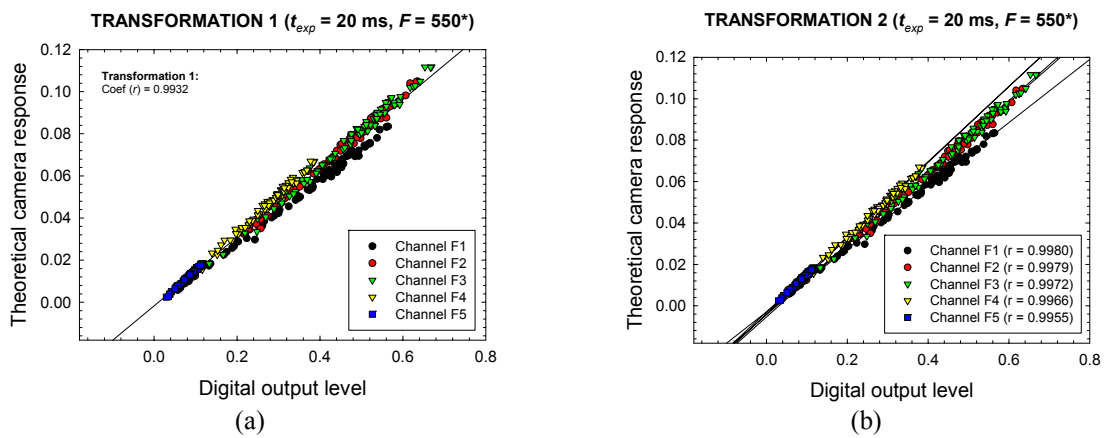 TRANSFORMATION 1 (t_exp = 20 ms, F = 550*)
Theoretical camera response
0.12
0.10
0.08
0.06
0.04
0.02
0.00
Transformation 1:
Coef (r) = 0.9932
Channel F1
Channel F2
Channel F3
Channel F4
Channel F5
0.0 0.2 0.4 0.6 0.8
Digital output level
(a)
TRANSFORMATION 2 (t_exp = 20 ms, F = 550*)
Theoretical camera response
0.12
0.10
0.08
0.06
0.04
0.02
0.00
Channel F1 (r = 0.9980)
Channel F2 (r = 0.9979)
Channel F3 (r = 0.9972)
Channel F4 (r = 0.9966)
Channel F5 (r = 0.9955)
0.0 0.2 0.4 0.6 0.8
Digital output level
(b)